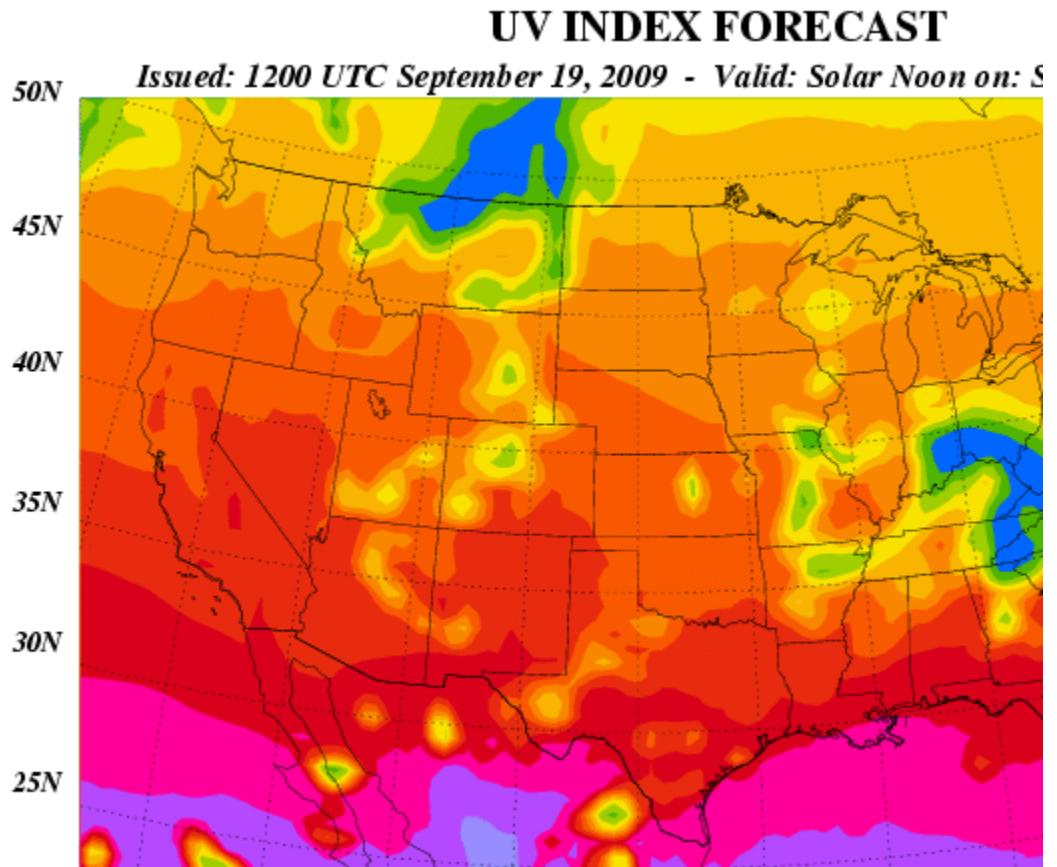 UV INDEX FORECAST
Issued: 1200 UTC September 19, 2009 - Valid: Solar Noon on: S
50N
45N
40N
35N
30N
25N